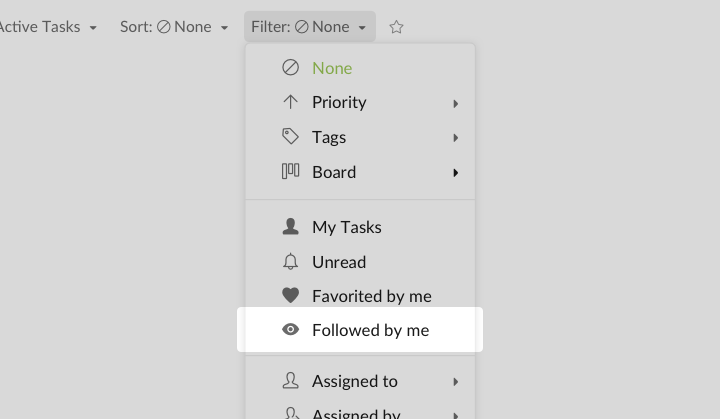 Active Tasks Sort: None Filter: None
None
Priority
Tags
Board
My Tasks
Unread
Favorited by me
Followed by me
Assigned to
Assigned by